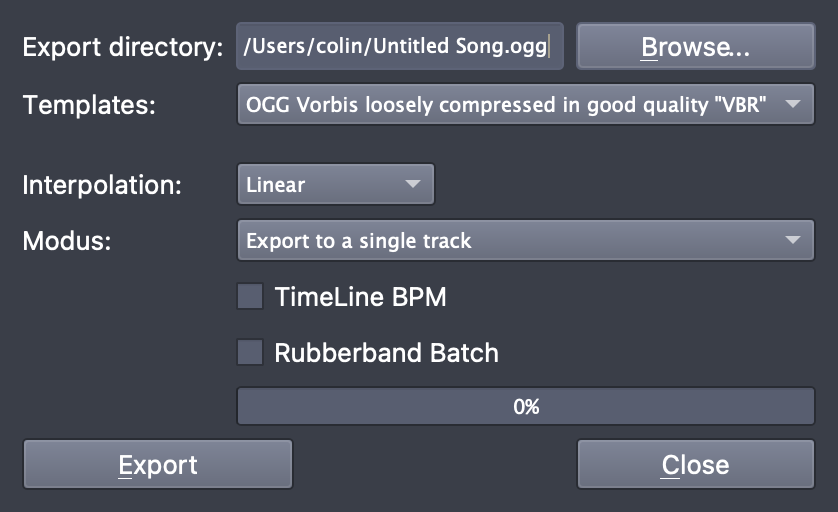 Export directory: /Users/colin/Untitled Song.ogg Browse...
Templates: OGG Vorbis loosely compressed in good quality "VBR"
Interpolation: Linear
Modus: Export to a single track
TimeLine BPM
Rubberband Batch
0%
Export Close